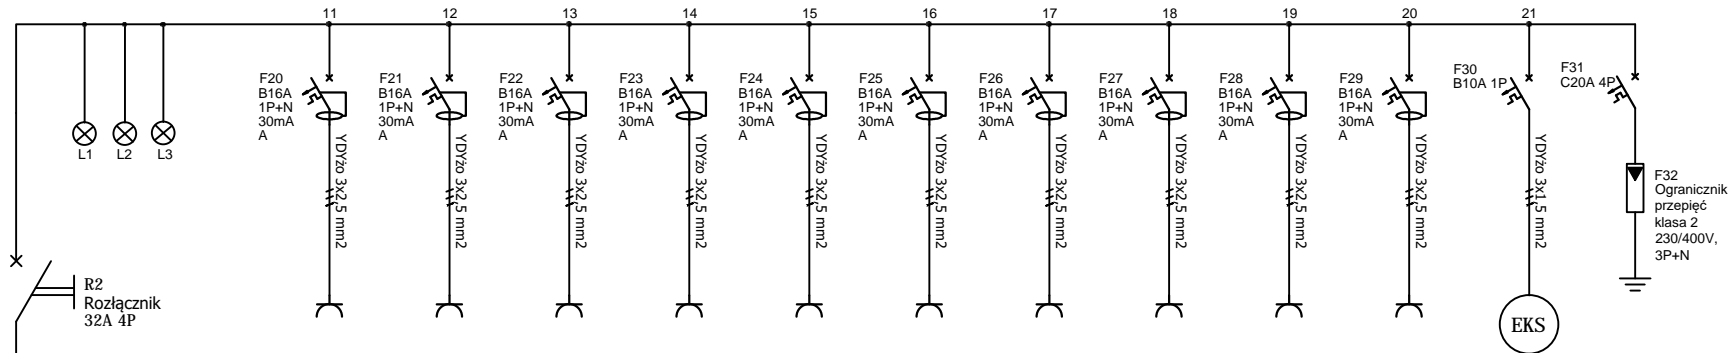 11
12
13
14
15
16
17
18
19
20
21
L1
L2
L3
F20
B16A
1P+N
30mA
A
YDYżo 3x2,5 mm2
F21
B16A
1P+N
30mA
A
YDYżo 3x2,5 mm2
F22
B16A
1P+N
30mA
A
YDYżo 3x2,5 mm2
F23
B16A
1P+N
30mA
A
YDYżo 3x2,5 mm2
F24
B16A
1P+N
30mA
A
YDYżo 3x2,5 mm2
F25
B16A
1P+N
30mA
A
YDYżo 3x2,5 mm2
F26
B16A
1P+N
30mA
A
YDYżo 3x2,5 mm2
F27
B16A
1P+N
30mA
A
YDYżo 3x2,5 mm2
F28
B16A
1P+N
30mA
A
YDYżo 3x2,5 mm2
F29
B16A
1P+N
30mA
A
YDYżo 3x2,5 mm2
F30
B10A 1P
YDYżo 3x1,5 mm2
EKS
F31
C20A 4P
F32
Ogranicznik
przepięć
klasa 2
230/400V,
3P+N
R2
Rozłącznik
32A 4P